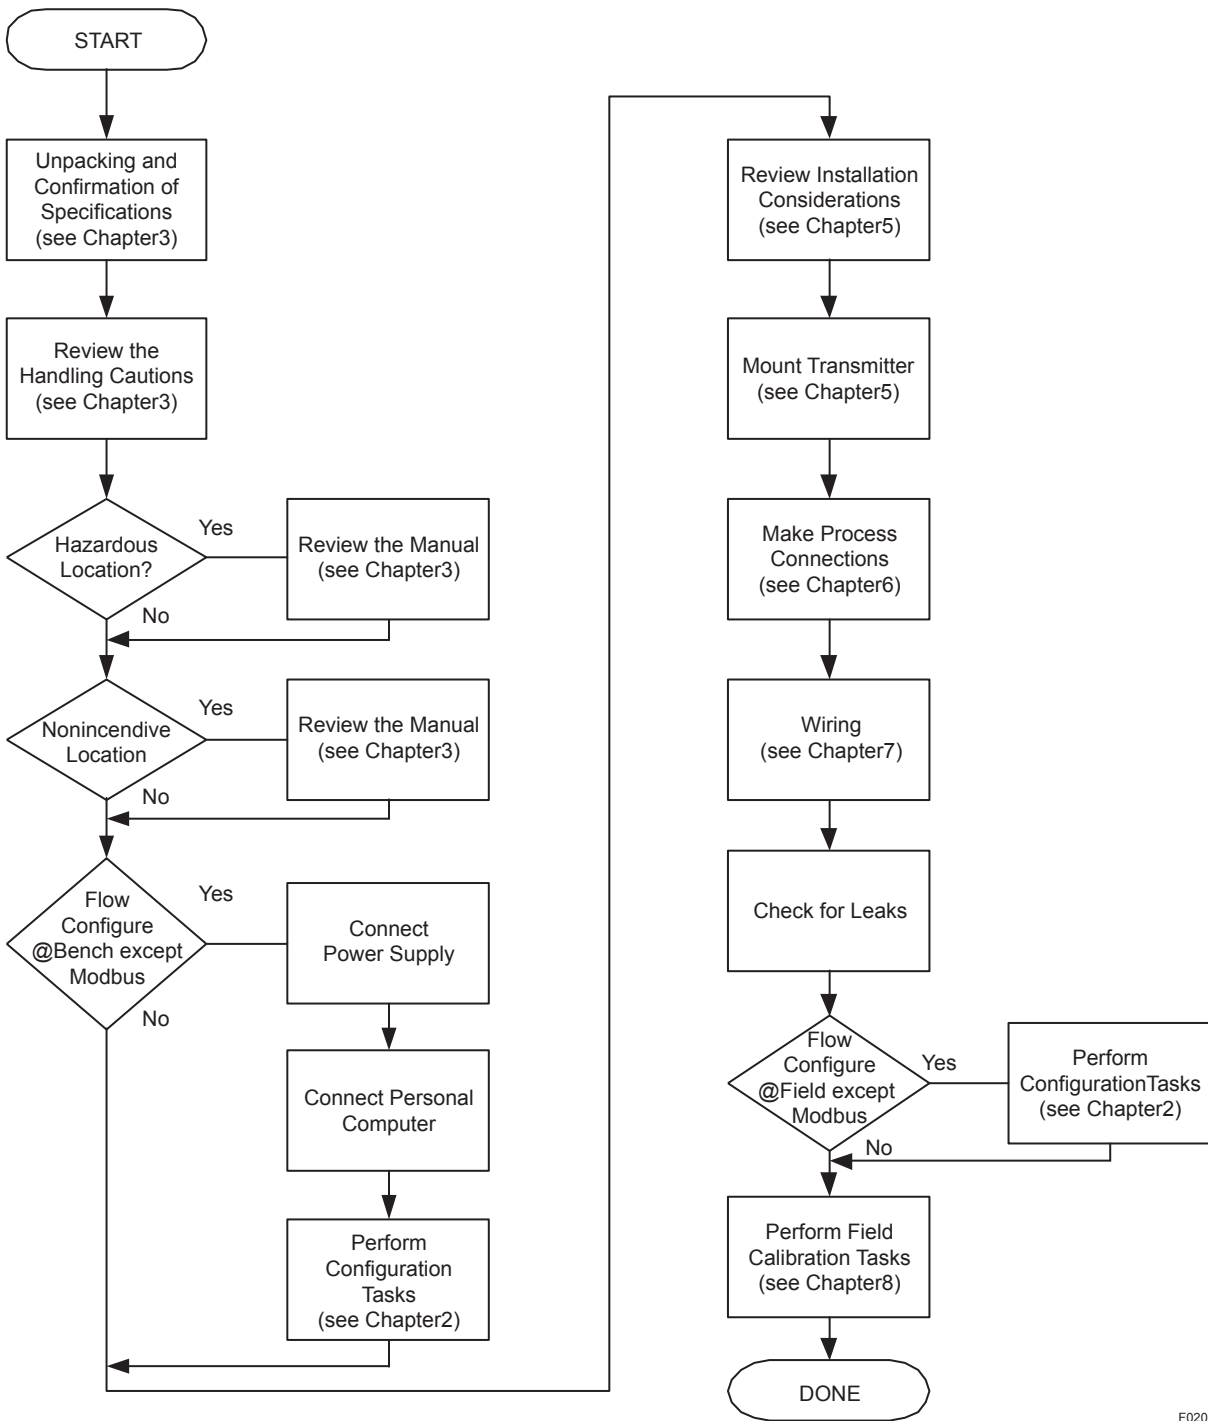 START
Unpacking and
Confirmation of
Specifications
(see Chapter3)
Review the
Handling Cautions
(see Chapter3)
Hazardous
Location?
Yes
No
Review the Manual
(see Chapter3)
Nonincendive
Location
Yes
No
Review the Manual
(see Chapter3)
Flow
Configure
@Bench except
Modbus
Yes
No
Connect
Power Supply
Connect Personal
Computer
Perform
Configuration
Tasks
(see Chapter2)
Review Installation
Considerations
(see Chapter5)
Mount Transmitter
(see Chapter5)
Make Process
Connections
(see Chapter6)
Wiring
(see Chapter7)
Check for Leaks
Flow
Configure
@Field except
Modbus
Yes
No
Perform
ConfigurationTasks
(see Chapter2)
Perform Field
Calibration Tasks
(see Chapter8)
DONE